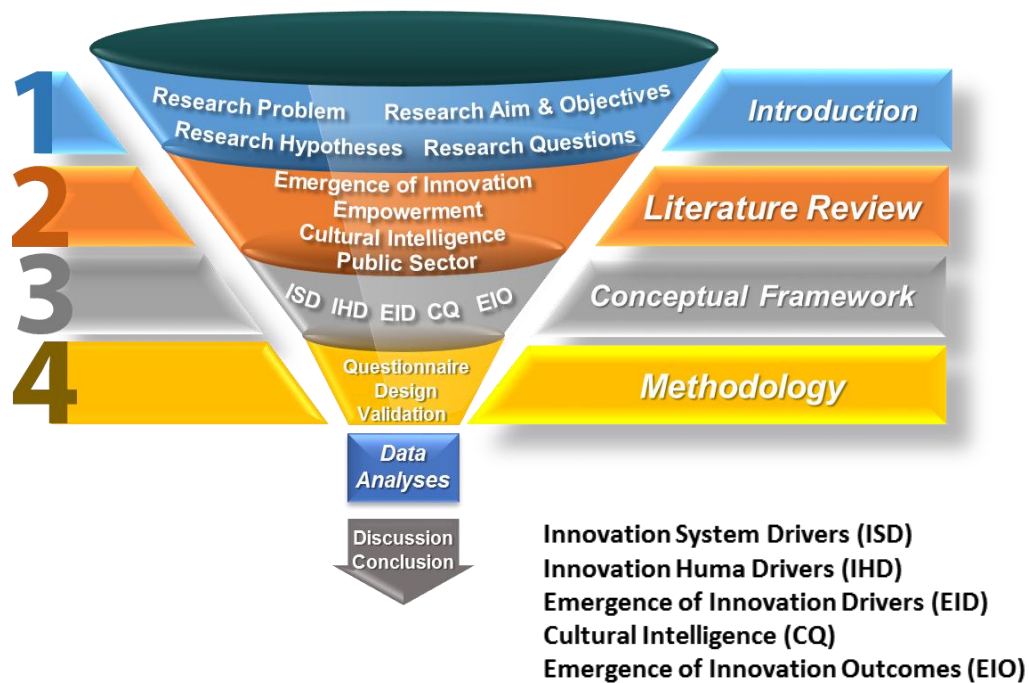 1
Research Problem
Research Aim & Objectives
Research Hypotheses
Research Questions
Introduction
2
Emergence of Innovation
Empowerment
Cultural Intelligence
Public Sector
Literature Review
3
ISD IHD EID CQ EIO
Conceptual Framework
4
Questionnaire
Design
Validation
Methodology
Data
Analyses
Discussion
Conclusion
Innovation System Drivers (ISD)
Innovation Huma Drivers (IHD)
Emergence of Innovation Drivers (EID)
Cultural Intelligence (CQ)
Emergence of Innovation Outcomes (EIO)